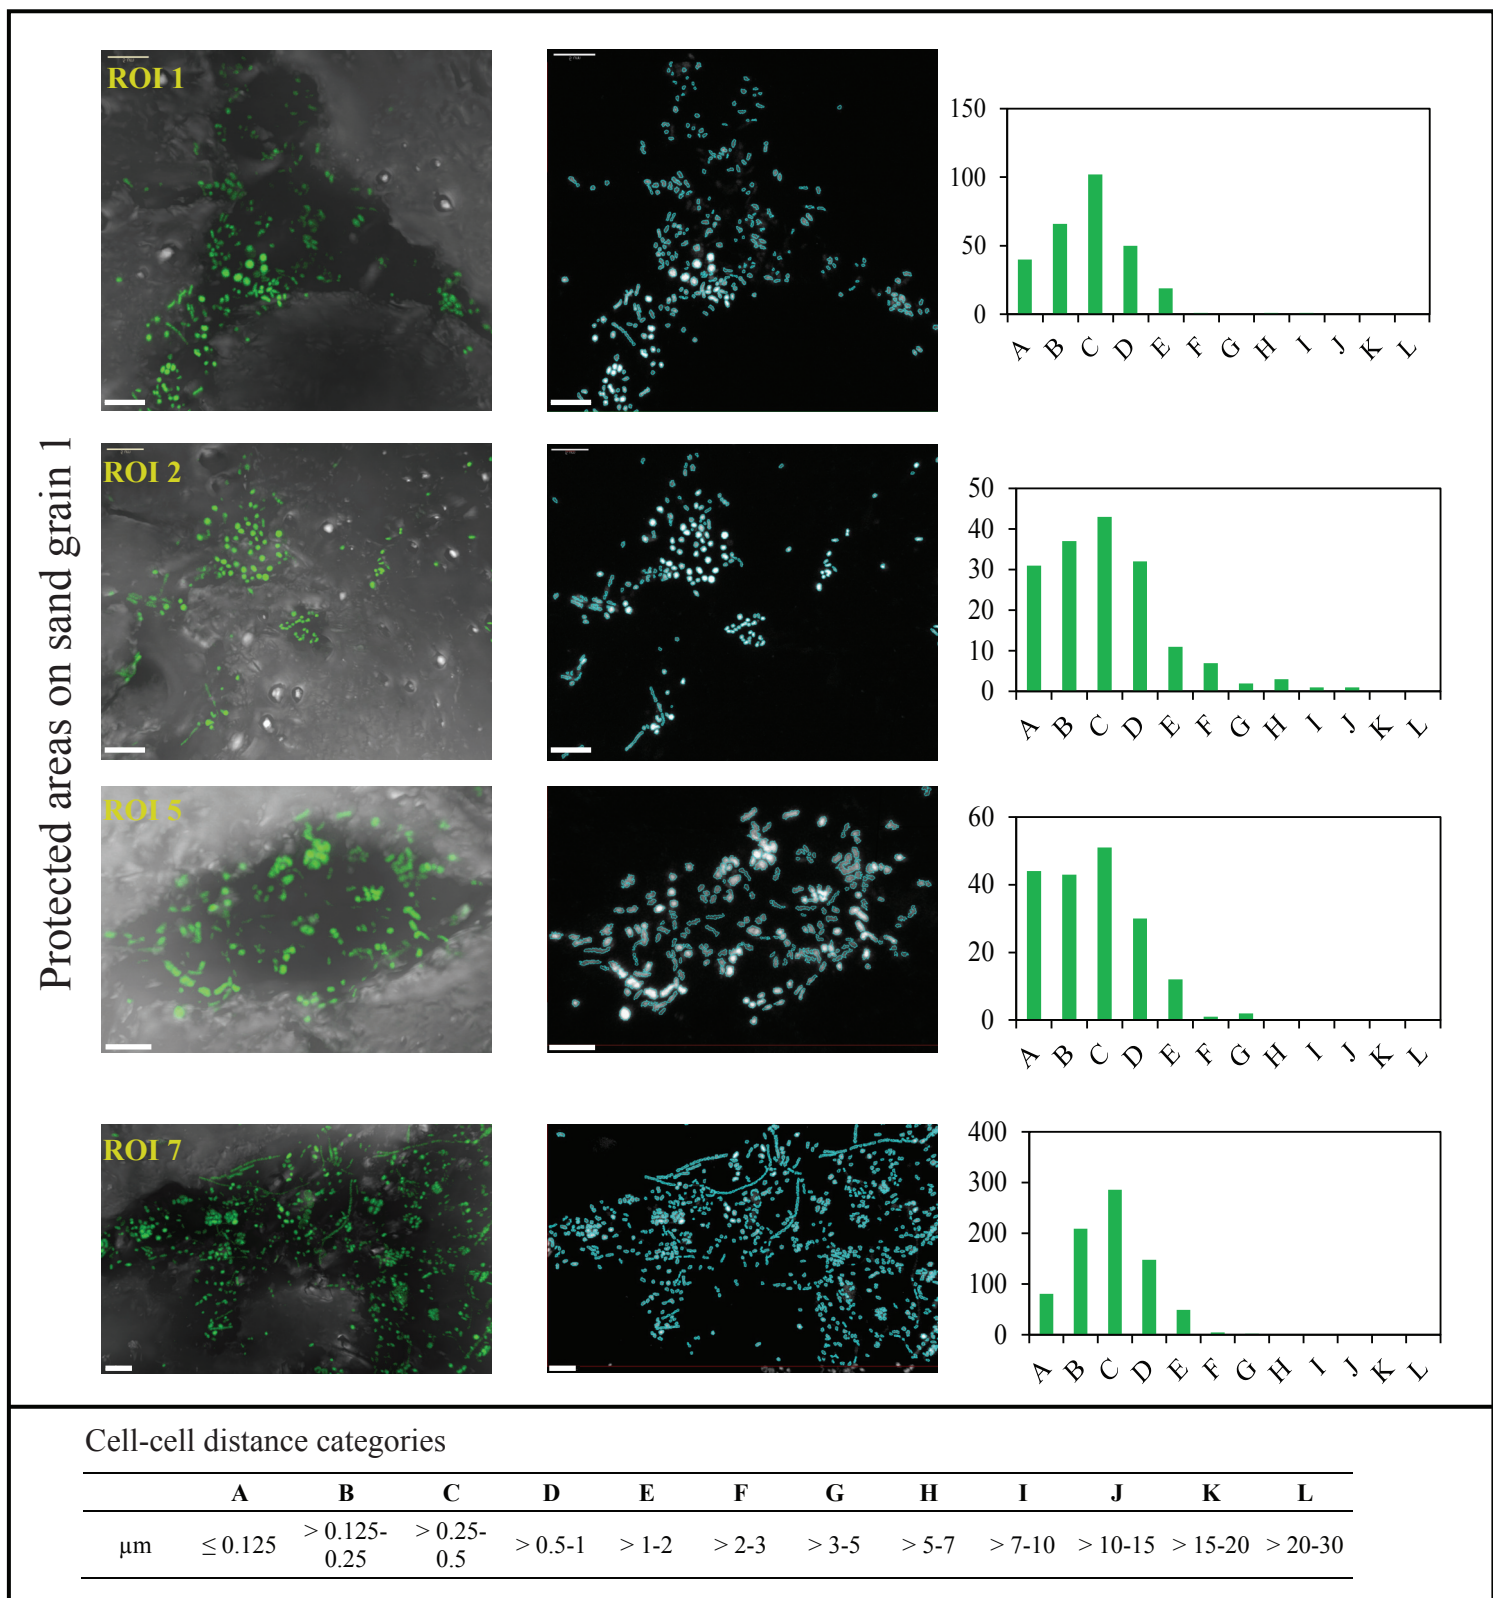 Protected areas on sand grain 1
ROI 1
150
100
50
0
A B C D E F G H I J K L
ROI 2
50
40
30
20
10
0
A B C D E F G H I J K L
ROI 5
60
40
20
0
A B C D E F G H I J K L
ROI 7
400
300
200
100
0
A B C D E F G H I J K L
Cell-cell distance categories
A B C D E F G H I J K L
µm ≤ 0.125 > 0.125-0.25 > 0.25-0.5 > 0.5-1 > 1-2 > 2-3 > 3-5 > 5-7 > 7-10 > 10-15 > 15-20 > 20-30